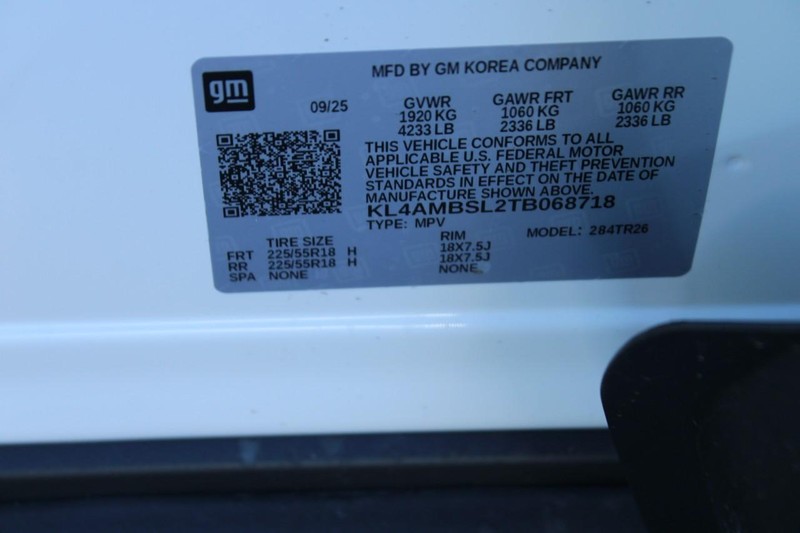 gm
MFD BY GM KOREA COMPANY
09/25
GVWR GAWR FRT GAWR RR
1920 KG 1060 KG 1060 KG
4233 LB 2336 LB 2336 LB
THIS VEHICLE CONFORMS TO ALL
APPLICABLE U.S. FEDERAL MOTOR
VEHICLE SAFETY AND THEFT PREVENTION
STANDARDS IN EFFECT ON THE DATE OF
MANUFACTURE SHOWN ABOVE.
KL4AMBSL2TB068718
TYPE: MPV MODEL: 284TR26
TIRE SIZE RIM
FRT 225/55R18 H 18X7.5J
RR 225/55R18 H 18X7.5J
SPA NONE NONE